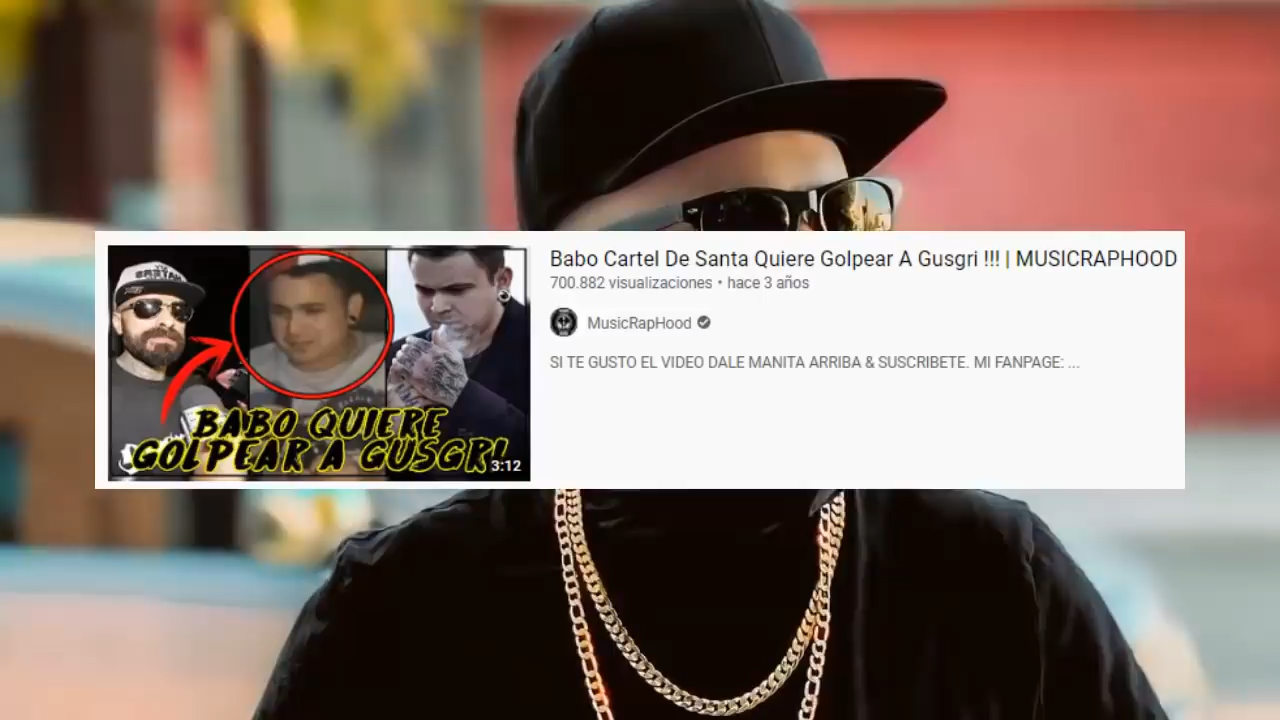 Babo Cartel De Santa Quiere Golpear A Gusgri !!! | MUSICRAPHOOD
700.882 visualizaciones • hace 3 años
MusicRapHood
SI TE GUSTO EL VIDEO DALE MANITA ARRIBA & SUSCRIBETE. MI FANPAGE: ...
BABO QUIERE
GOLPEAR A GUSGRI
3:12